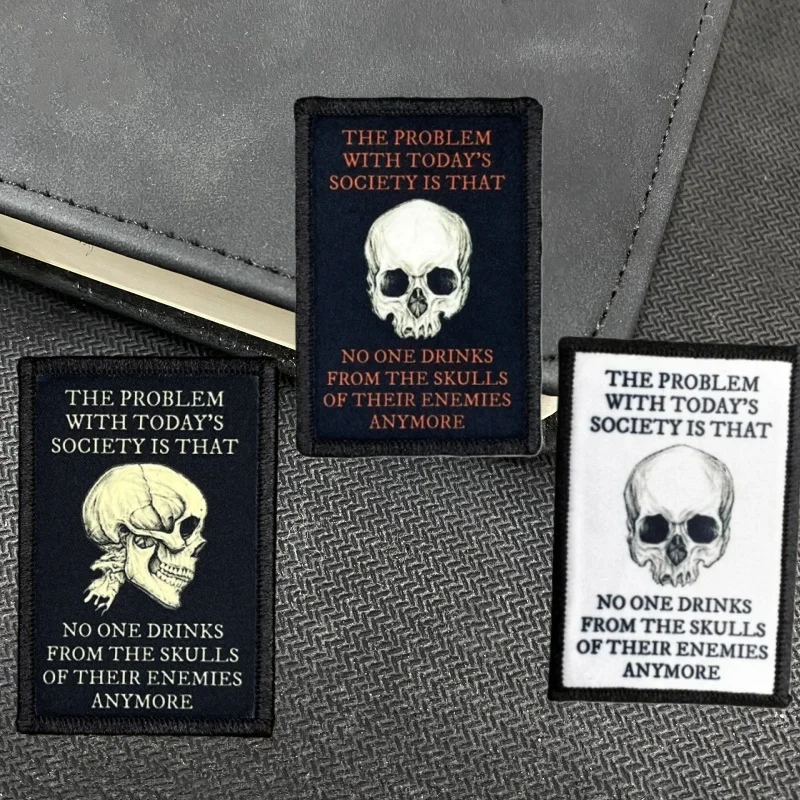 THE PROBLEM
WITH TODAY'S
SOCIETY IS THAT
NO ONE DRINKS
FROM THE SKULLS
OF THEIR ENEMIES
ANYMORE
THE PROBLEM
WITH TODAY'S
SOCIETY IS THAT
NO ONE DRINKS
FROM THE SKULLS
OF THEIR ENEMIES
ANYMORE
THE PROBLEM
WITH TODAY'S
SOCIETY IS THAT
NO ONE DRINKS
FROM THE SKULLS
OF THEIR ENEMIES
ANYMORE